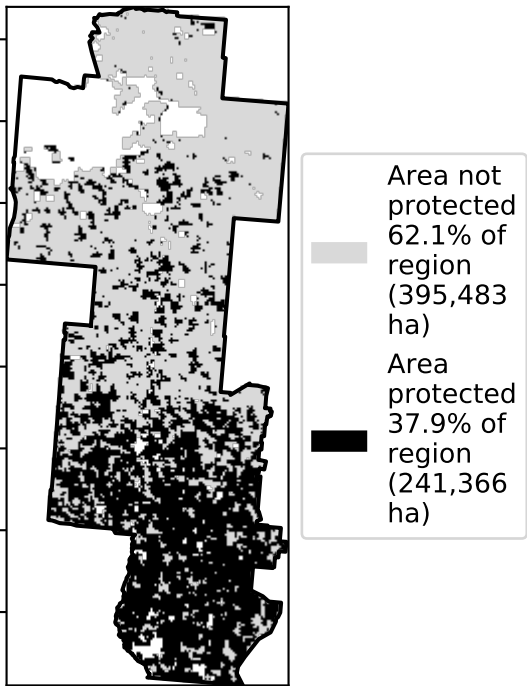 Area not
protected
62.1% of
region
(395,483
ha)
Area
protected
37.9% of
region
(241,366
ha)